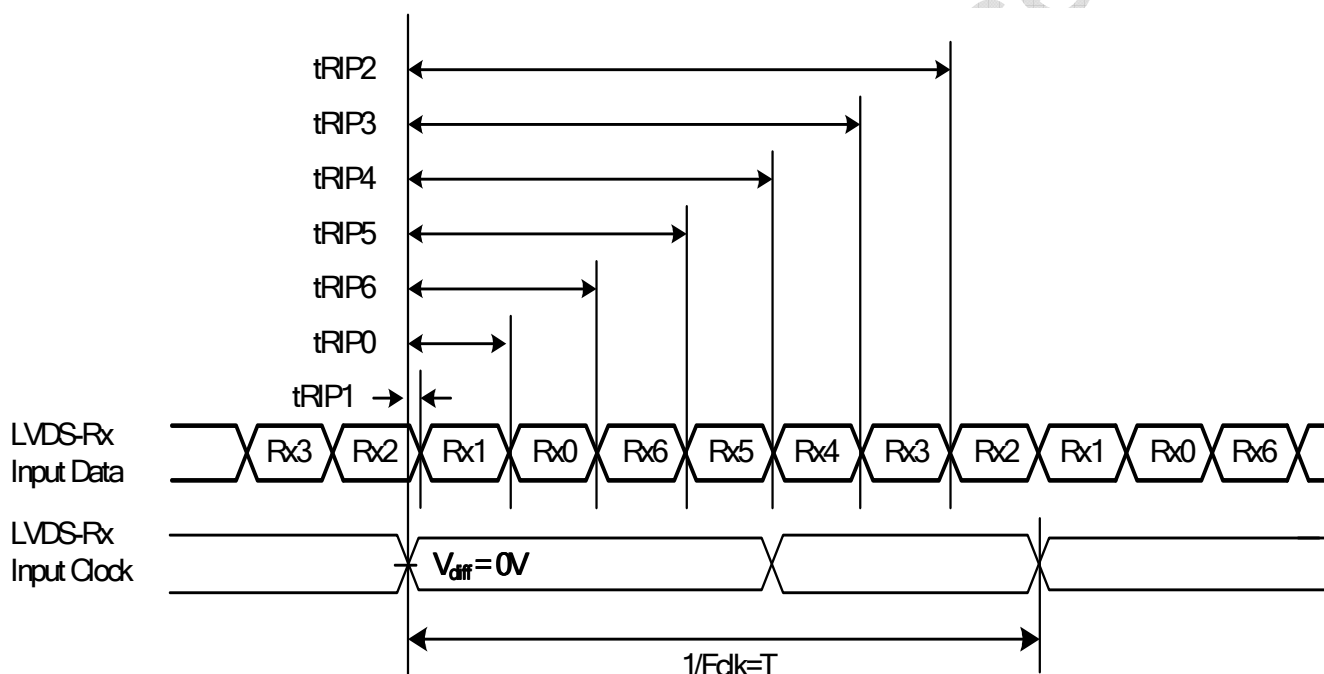 tRIP2
tRIP3
tRIP4
tRIP5
tRIP6
tRIP0
tRIP1
LVDS-Rx
Input Data
Rx3 Rx2 Rx1 Rx0 Rx6 Rx5 Rx4 Rx3 Rx2 Rx1 Rx0 Rx6
LVDS-Rx
Input Clock
Vdiff = 0V
1/Fclk=T